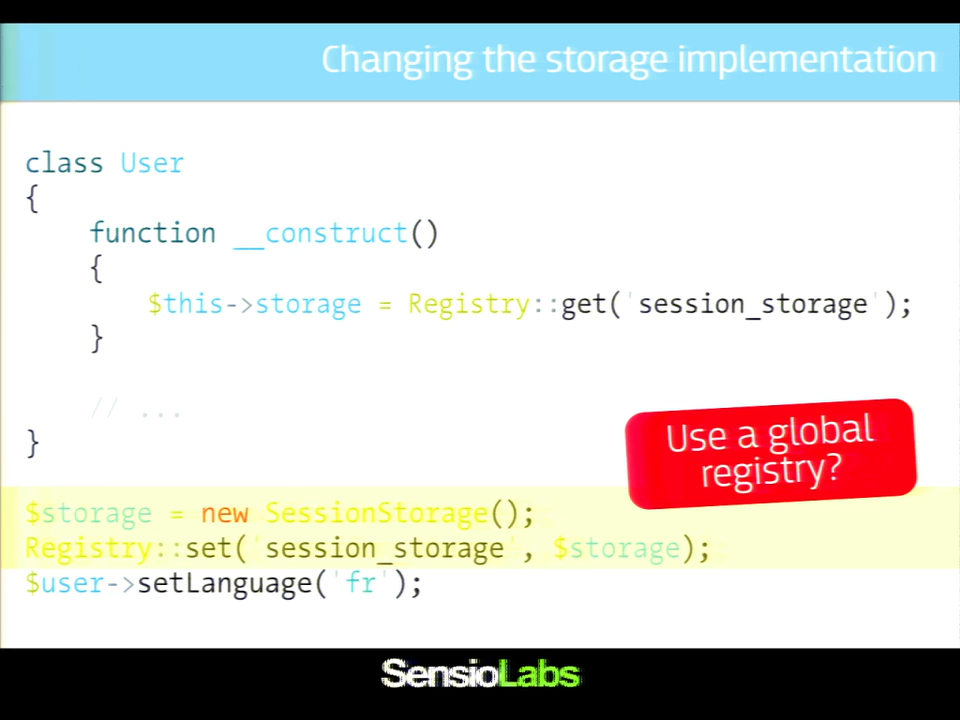 Changing the storage implementation
class User
{
function __construct()
{
$this->storage = Registry::get('session_storage');
}
// ...
}
Use a global
registry?
$storage = new SessionStorage();
Registry::set('session_storage', $storage);
$user->setLanguage('fr');
SensioLabs